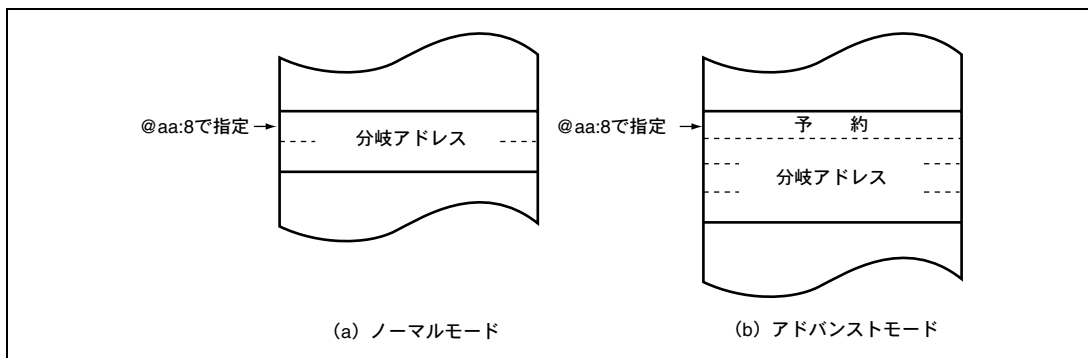 @aa:8で指定
分岐アドレス
(a) ノーマルモード
@aa:8で指定
予 約
分岐アドレス
(b) アドバンストモード